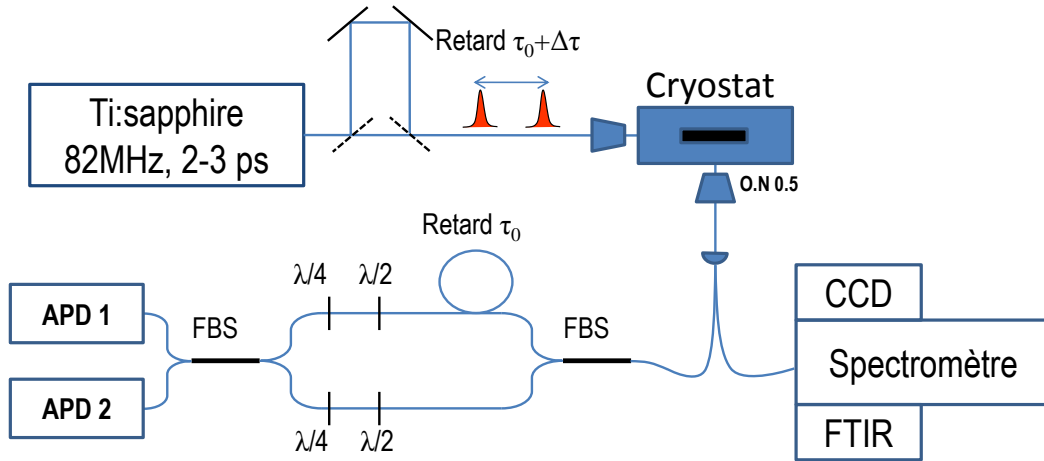 Retard τ0+Δτ
Ti:sapphire
82MHz, 2-3 ps
Cryostat
O.N 0.5
Retard τ0
λ/4
λ/2
APD 1
FBS
FBS
CCD
Spectromètre
APD 2
λ/4
λ/2
FTIR